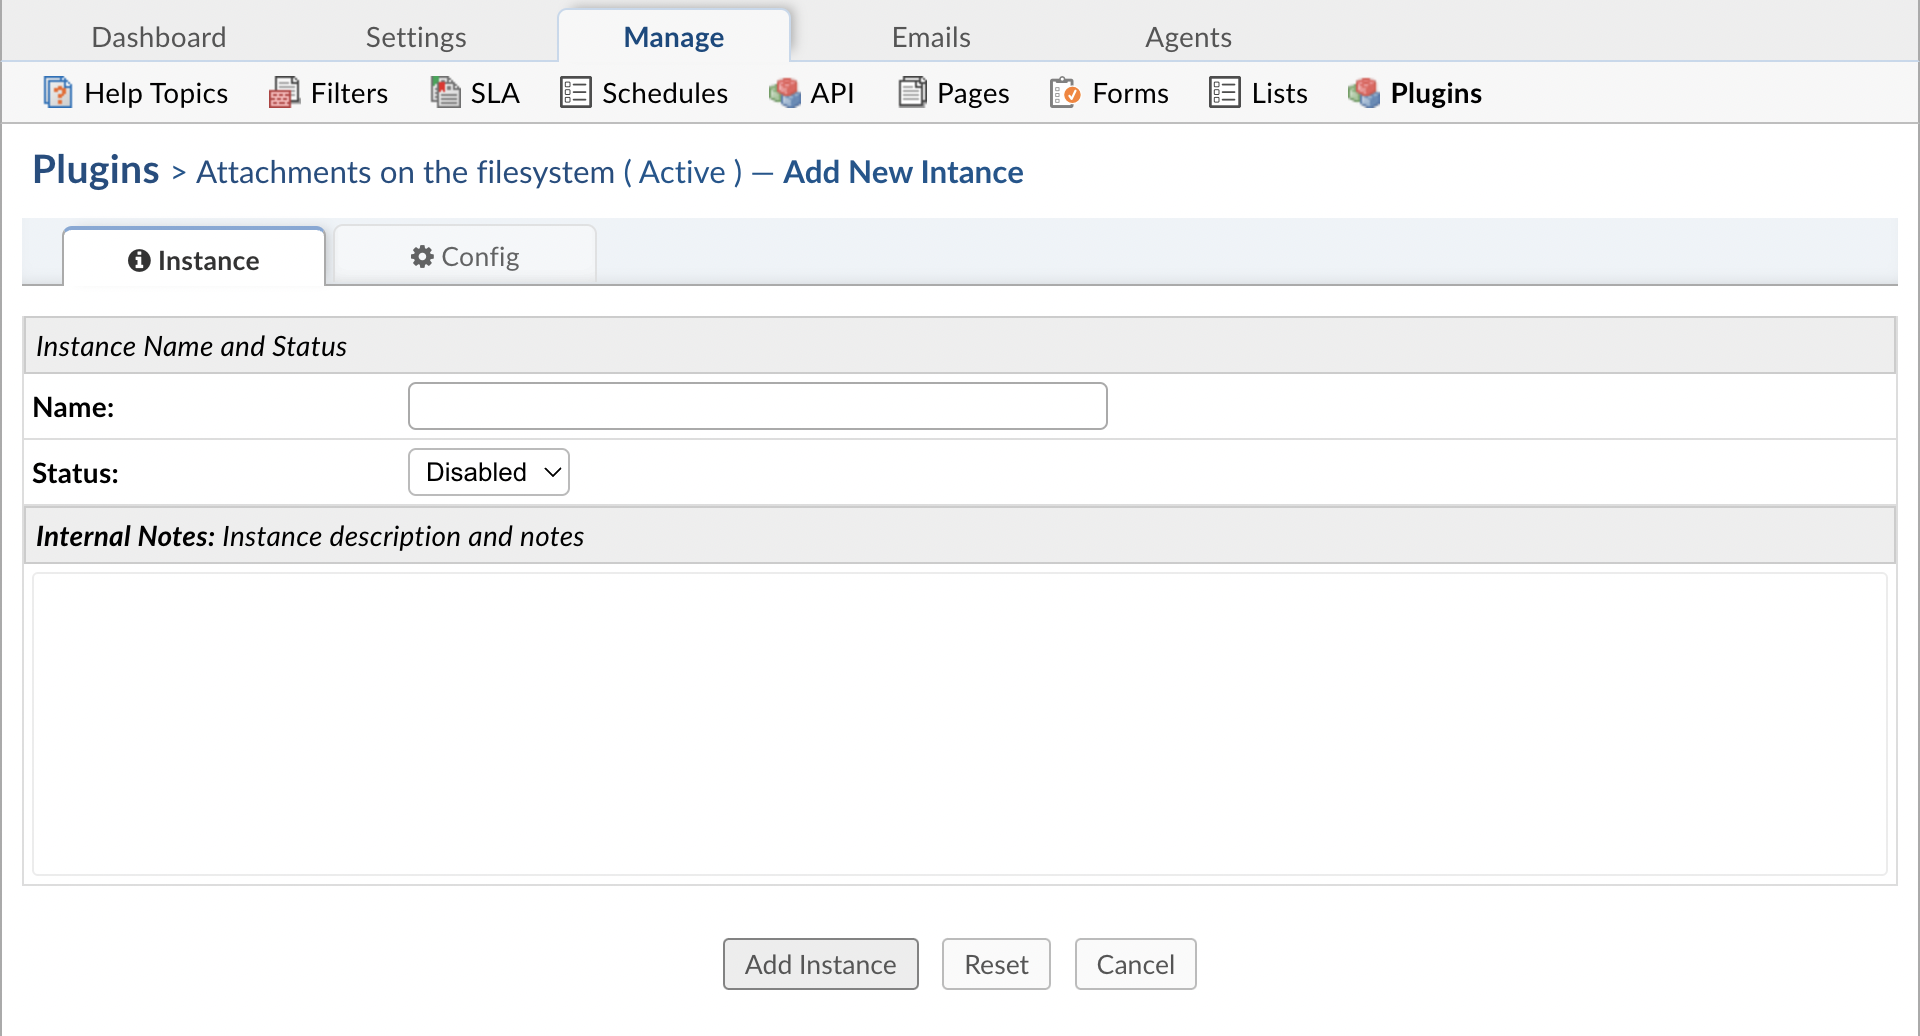 Dashboard Settings Manage Emails Agents
Help Topics Filters SLA Schedules API Pages Forms Lists Plugins
Plugins > Attachments on the filesystem ( Active ) — Add New Intance
Instance Config
Instance Name and Status
Name:
Status: Disabled
Internal Notes: Instance description and notes
Add Instance Reset Cancel